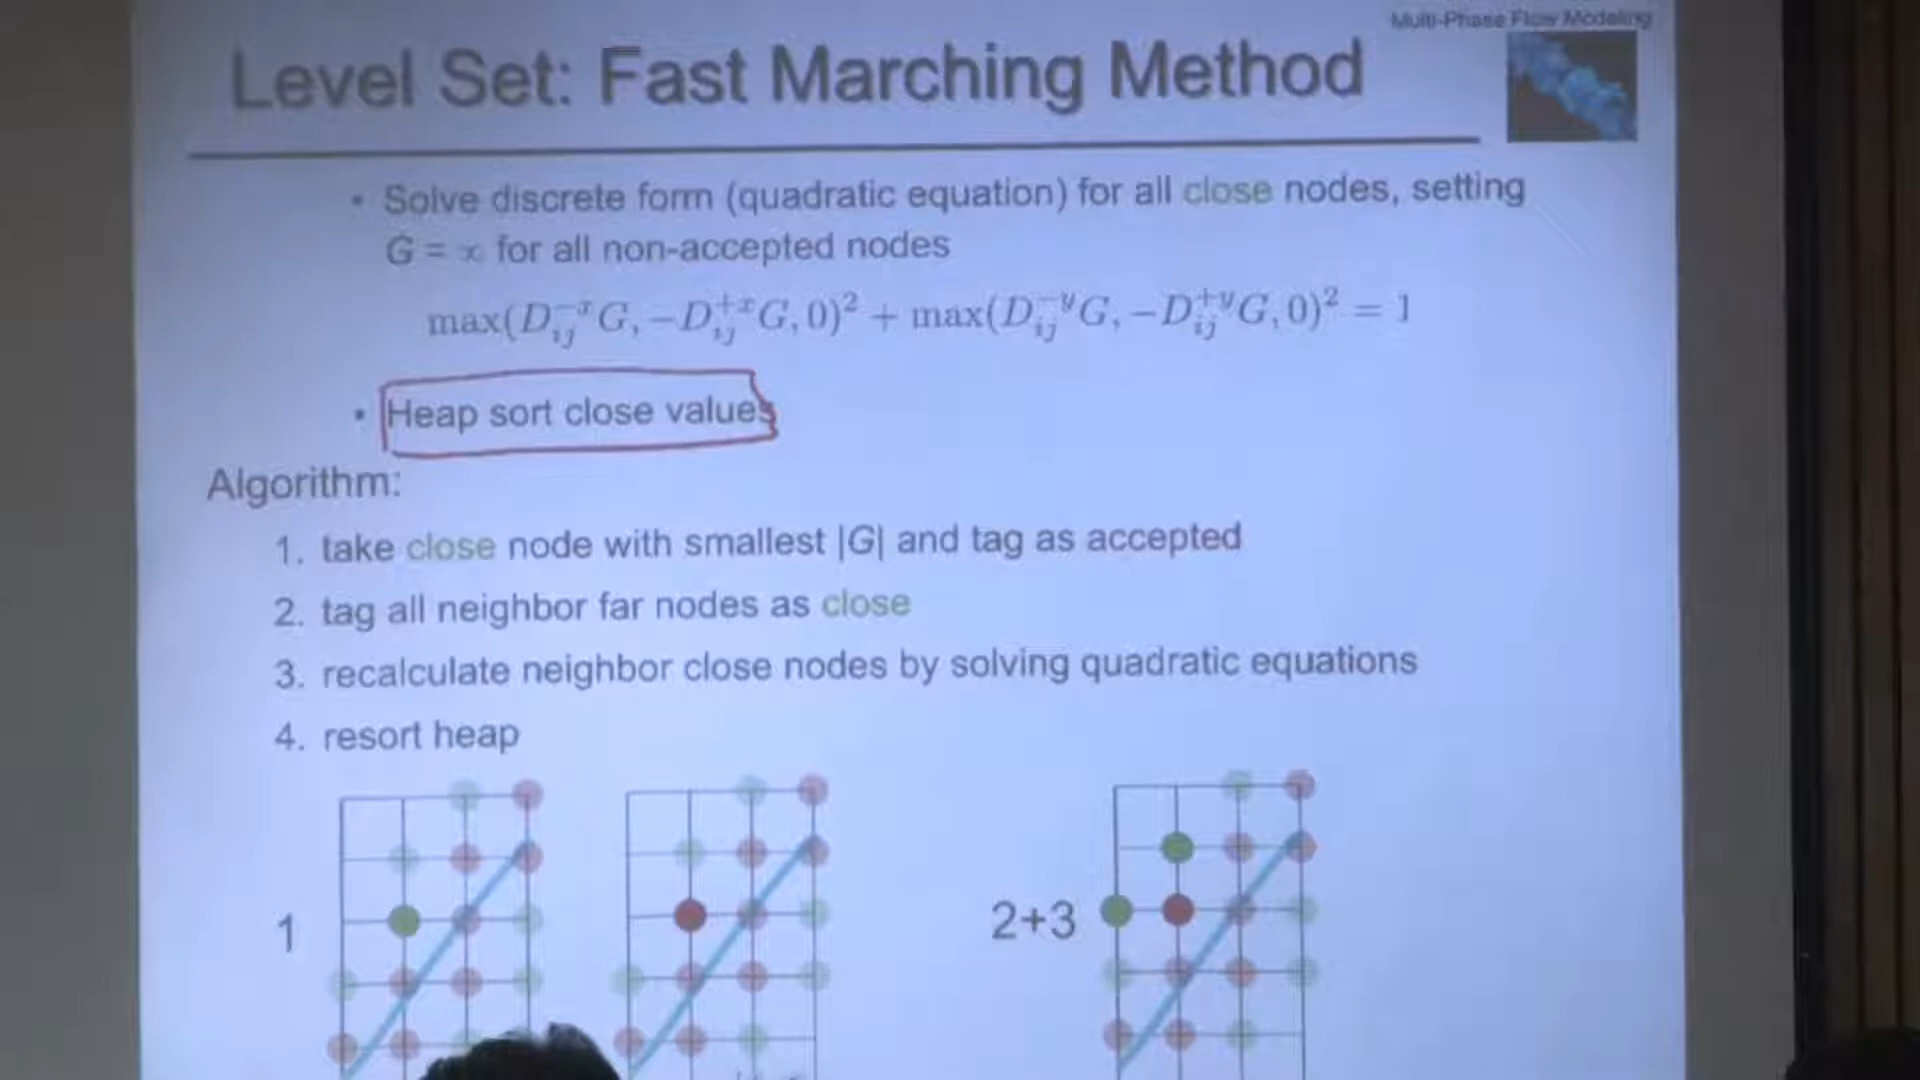 Multi-Phase Flow Modeling
Level Set: Fast Marching Method
• Solve discrete form (quadratic equation) for all close nodes, setting
G = ∞ for all non-accepted nodes
max(D_{ij}^{-x}G, −D_{ij}^{+x}G, 0)² + max(D_{ij}^{-y}G, −D_{ij}^{+y}G, 0)² = 1
• Heap sort close values
Algorithm:
1. take close node with smallest |G| and tag as accepted
2. tag all neighbor far nodes as close
3. recalculate neighbor close nodes by solving quadratic equations
4. resort heap
1
2+3